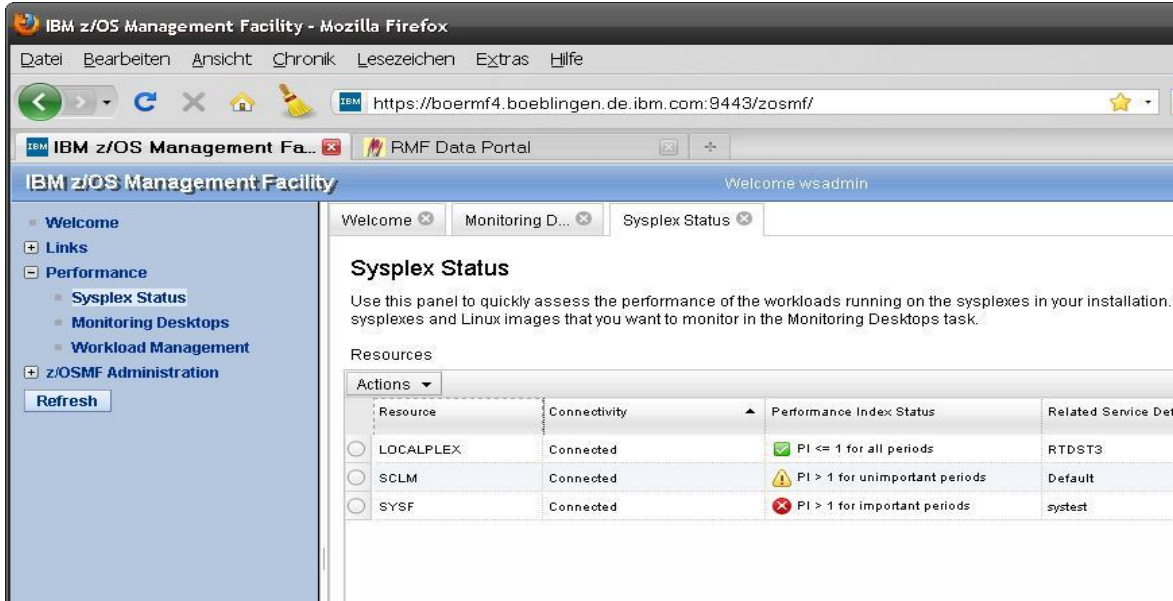 IBM z/OS Management Facility - Mozilla Firefox
Datei Bearbeiten Ansicht Chronik Lesezeichen Extras Hilfe
IBM https://boermf4.boeblingen.de.ibm.com:9443/zosmf/
IBM IBM z/OS Management Fa... RMF Data Portal
IBM z/OS Management Facility Welcome wsadmin
Welcome
Links
Performance
Sysplex Status
Monitoring Desktops
Workload Management
z/OSMF Administration
Refresh
Welcome Monitoring D... Sysplex Status
Sysplex Status
Use this panel to quickly assess the performance of the workloads running on the sysplexes in your installation.
sysplexes and Linux images that you want to monitor in the Monitoring Desktops task.
Resources
Actions
Resource Connectivity Performance Index Status Related Service Def
LOCALPLEX Connected PI <= 1 for all periods RTDST3
SCLM Connected PI > 1 for unimportant periods Default
SYSF Connected PI > 1 for important periods systest